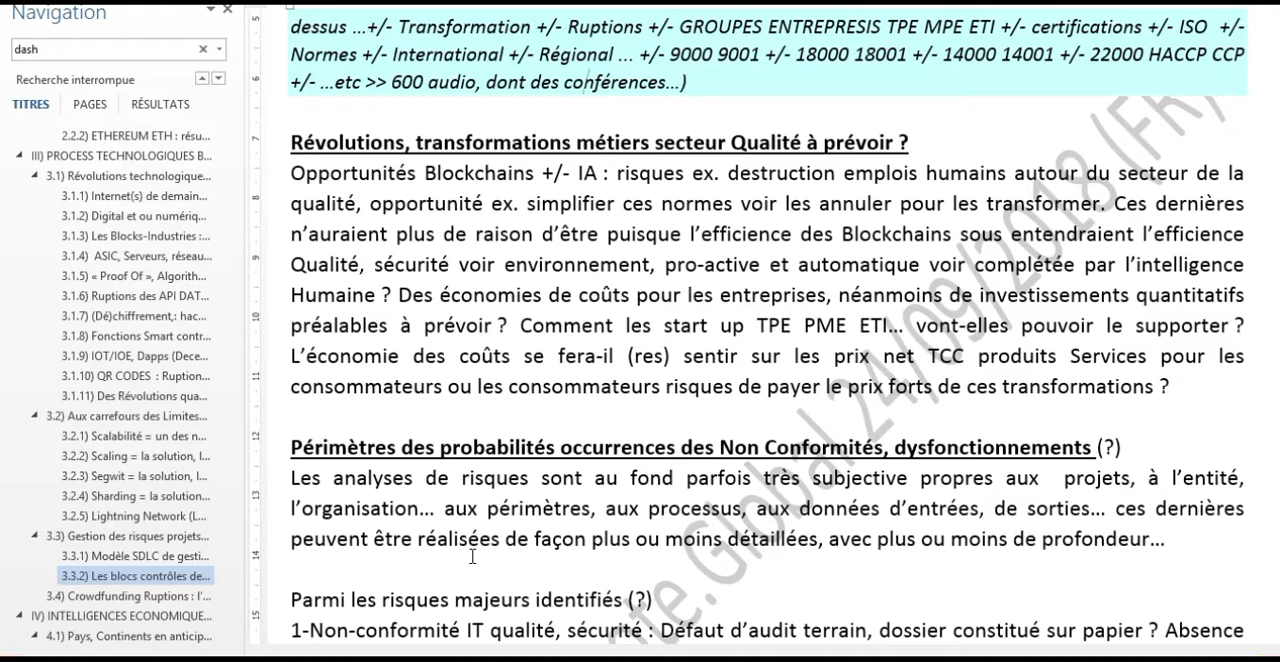 Navigation
dash
Recherche interrompue
TITRES PAGES RÉSULTATS
2.2.2) ETHEREUM ETH : résu...
III) PROCESS TECHNOLOGIQUES B...
3.1) Révolutions technologique...
3.1.1) Internet(s) de demain...
3.1.2) Digital et ou numériq...
3.1.3) Les Blocks-Industries :...
3.1.4) ASIC, Serveurs, réseau...
3.1.5) « Proof Of », Algorith...
3.1.6) Ruptions des API DAT...
3.1.7) (Dé)chiffrement,: hac...
3.1.8) Fonctions Smart contr...
3.1.9) IOT/IOE, Dapps (Dece...
3.1.10) QR CODES : Ruption...
3.1.11) Des Révolutions qua...
3.2) Aux carrefours des Limites...
3.2.1) Scalabilité = un des n...
3.2.2) Scaling = la solution, l...
3.2.3) Segwit = la solution, l...
3.2.4) Sharding = la solution...
3.2.5) Lightning Network (L...
3.3) Gestion des risques projets...
3.3.1) Modèle SDLC de gesti...
3.3.2) Les blocs contrôles de...
3.4) Crowdfunding Ruptions : l'...
IV) INTELLIGENCES ECONOMIQUE...
4.1) Pays, Continents en anticip...
5
6
7
8
9
10
11
12
13
14
15
dessus ...+/- Transformation +/- Ruptions +/- GROUPES ENTREPRESIS TPE MPE ETI +/- certifications +/- ISO +/-
Normes +/- International +/- Régional ... +/- 9000 9001 +/- 18000 18001 +/- 14000 14001 +/- 22000 HACCP CCP
+/- ...etc >> 600 audio, dont des conférences...)
Révolutions, transformations métiers secteur Qualité à prévoir ?
Opportunités Blockchains +/- IA : risques ex. destruction emplois humains autour du secteur de la
qualité, opportunité ex. simplifier ces normes voir les annuler pour les transformer. Ces dernières
n'auraient plus de raison d'être puisque l'efficience des Blockchains sous entendraient l'efficience
Qualité, sécurité voir environnement, pro-active et automatique voir complétée par l'intelligence
Humaine ? Des économies de coûts pour les entreprises, néanmoins de investissements quantitatifs
préalables à prévoir ? Comment les start up TPE PME ETI... vont-elles pouvoir le supporter ?
L'économie des coûts se fera-il (res) sentir sur les prix net TCC produits Services pour les
consommateurs ou les consommateurs risques de payer le prix forts de ces transformations ?
Périmètres des probabilités occurrences des Non Conformités, dysfonctionnements (?)
Les analyses de risques sont au fond parfois très subjective propres aux projets, à l'entité,
l'organisation... aux périmètres, aux processus, aux données d'entrées, de sorties... ces dernières
peuvent être réalisées de façon plus ou moins détaillées, avec plus ou moins de profondeur...
Parmi les risques majeurs identifiés (?)
1-Non-conformité IT qualité, sécurité : Défaut d'audit terrain, dossier constitué sur papier ? Absence
te.Global 24/09/2018 (FR)